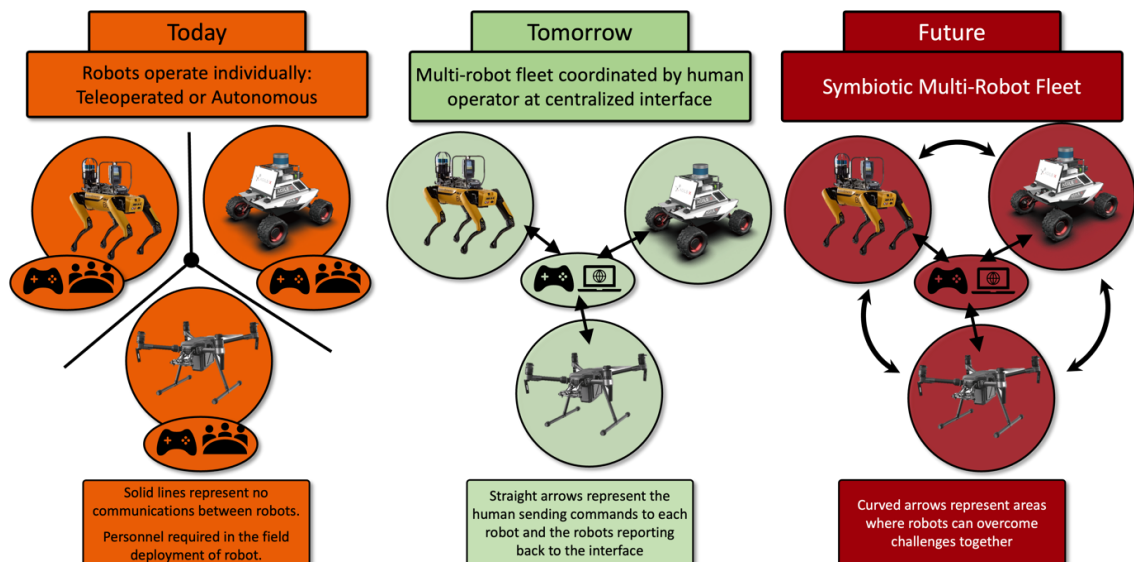 Today
Robots operate individually:
Teleoperated or Autonomous
Solid lines represent no
communications between robots.
Personnel required in the field
deployment of robot.
Tomorrow
Multi-robot fleet coordinated by human
operator at centralized interface
Straight arrows represent the
human sending commands to each
robot and the robots reporting
back to the interface
Future
Symbiotic Multi-Robot Fleet
Curved arrows represent areas
where robots can overcome
challenges together